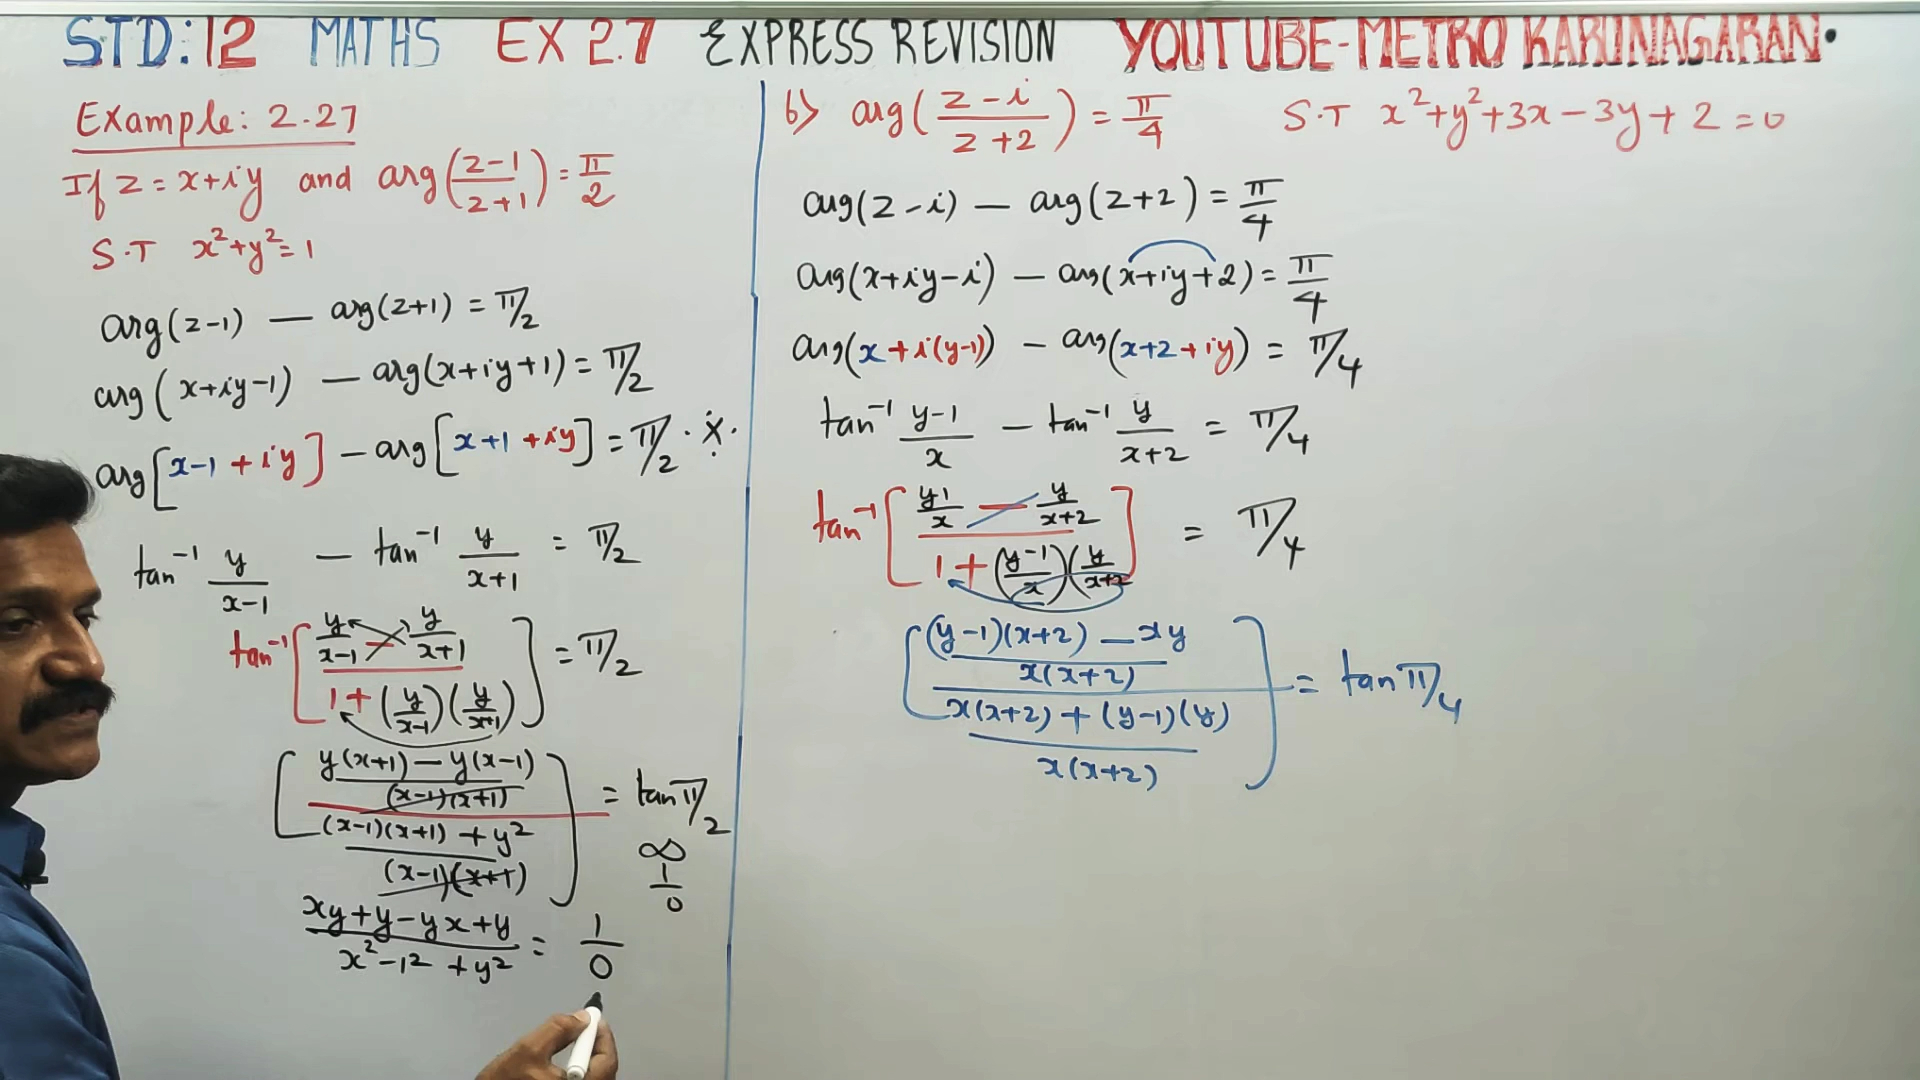 STD:12 MATHS EX 2.7 EXPRESS REVISION YOUTUBE-METRO KARUNAGARAN.
Example: 2.27
If z = x+iy and arg((z-1)/(z+1)) = π/2
S.T x²+y²=1
arg(z-1) — arg(z+1) = π/2
arg(x+iy-1) — arg(x+iy+1) = π/2
arg[x-1 + iy] — arg[x+1 +iy] = π/2 .x.
tan⁻¹ y/(x-1) — tan⁻¹ y/(x+1) = π/2
tan⁻¹[(y/(x-1) − y/(x+1))/(1+(y/(x-1))(y/(x+1)))] = π/2
[(y(x+1) — y(x-1))/((x-1)(x+1)) / ((x-1)(x+1) + y²)/((x-1)(x+1))] = tan π/2
∞
1/0
(xy+y-yx+y)/(x²-1²+y²) = 1/0
6) arg((z-i)/(z+2)) = π/4 S.T x²+y²+3x-3y+2=0
arg(z-i) — arg(z+2) = π/4
arg(x+iy-i) — arg(x+iy+2) = π/4
arg(x+i(y-1)) - arg(x+2+iy) = π/4
tan⁻¹ (y-1)/x — tan⁻¹ y/(x+2) = π/4
tan⁻¹[(y1/x — y/(x+2))/(1+((y-1)/x)(y/(x+2)))] = π/4
[((y-1)(x+2) — xy)/(x(x+2)) / (x(x+2) + (y-1)(y))/(x(x+2))] = tan π/4